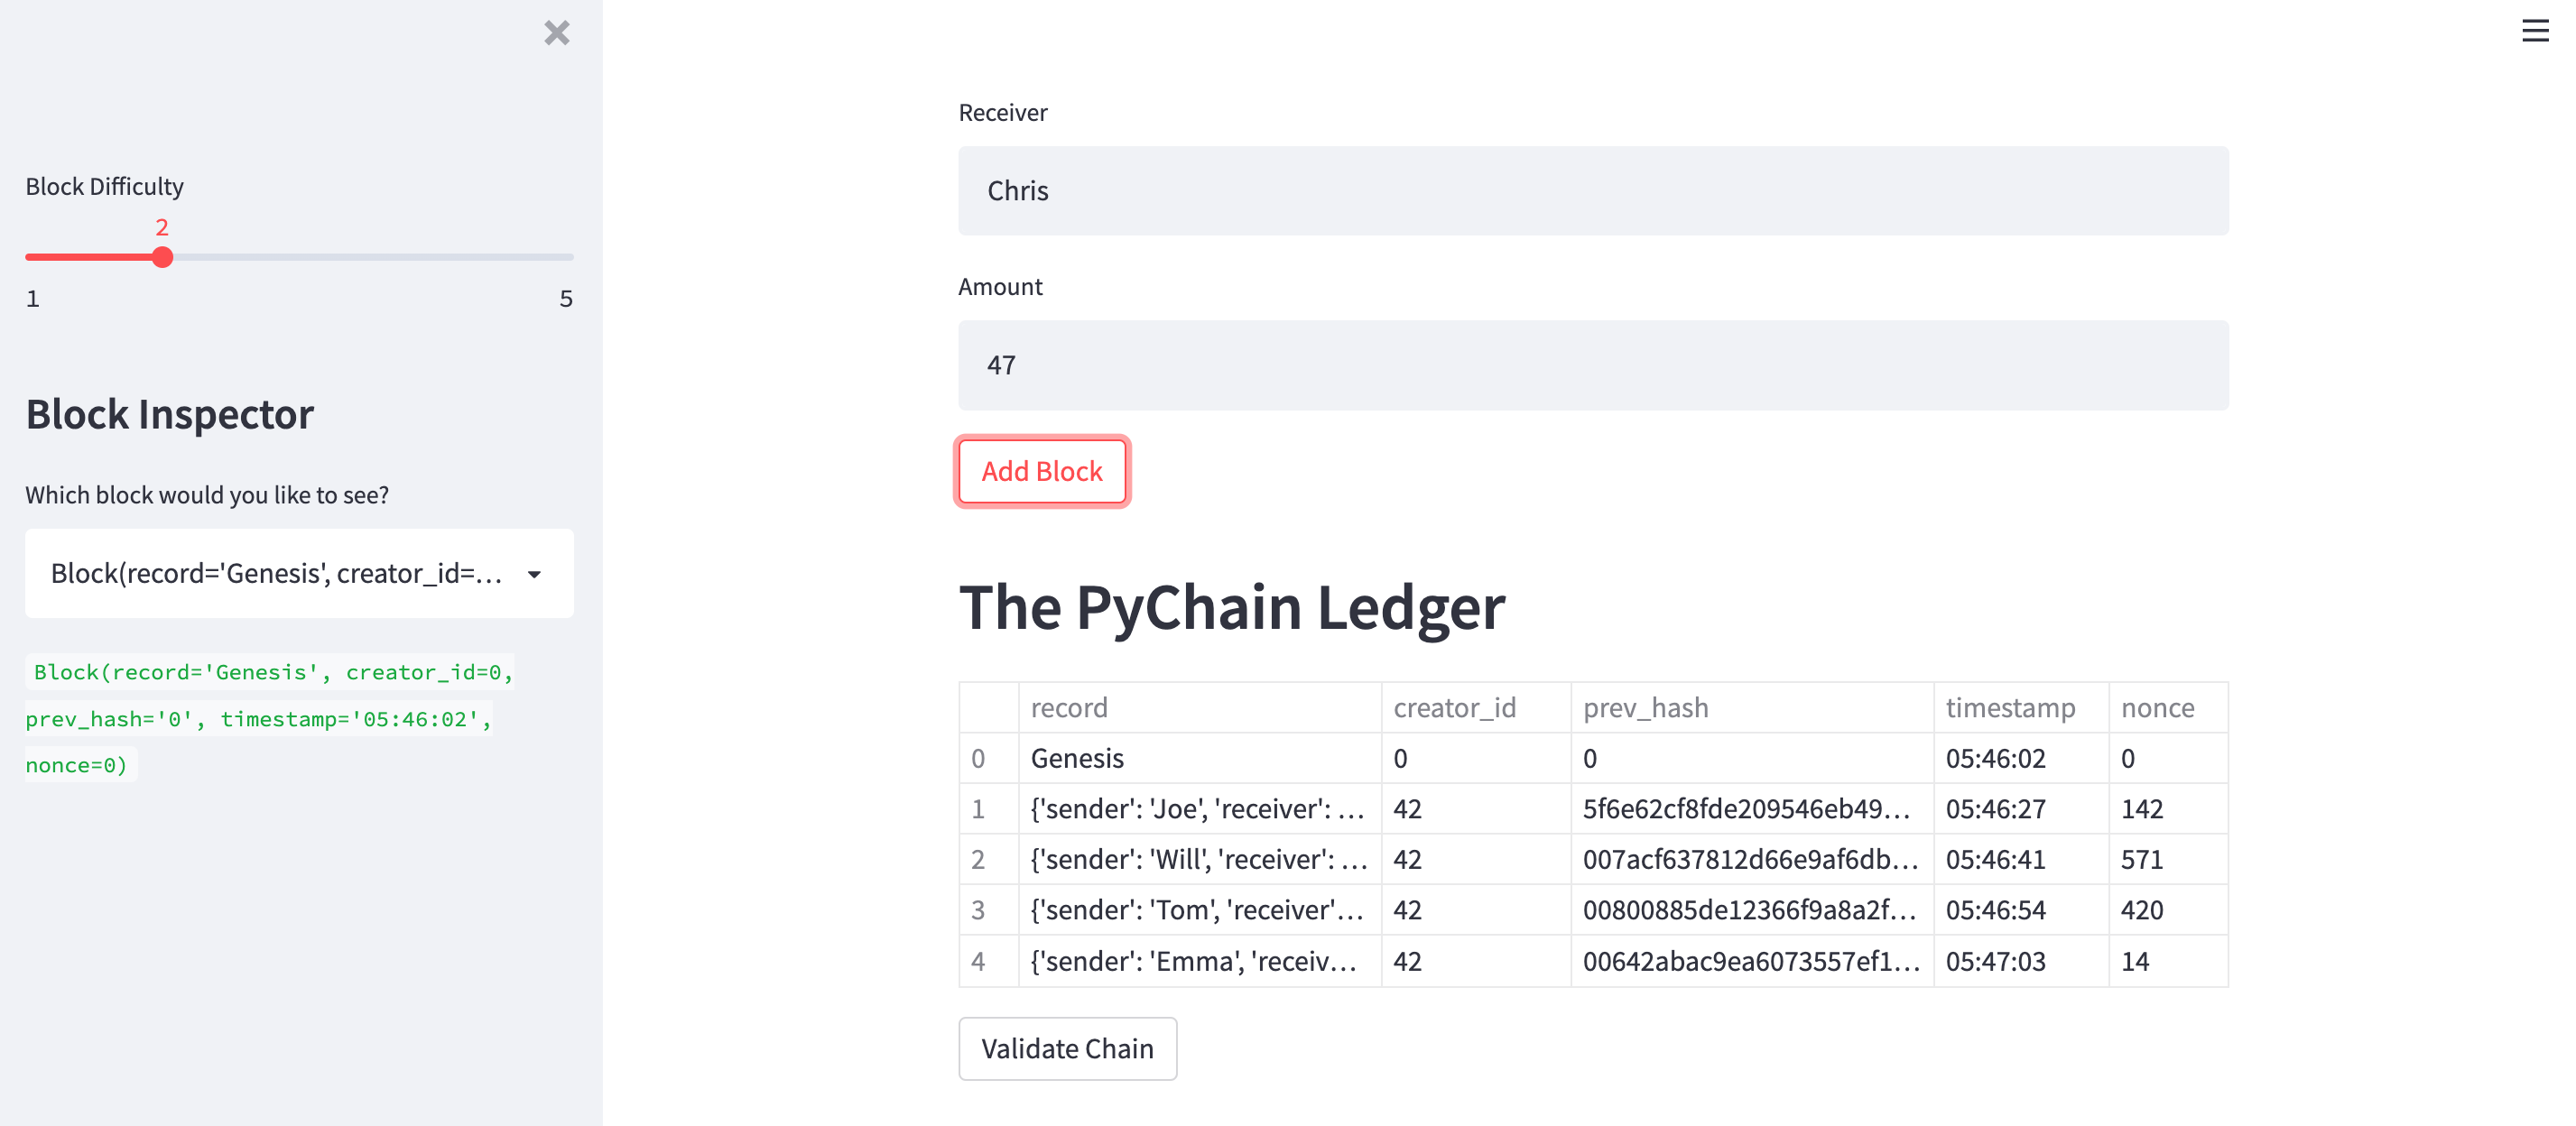 Block Difficulty
2
1 5
Block Inspector
Which block would you like to see?
Block(record='Genesis', creator_id=...
Block(record='Genesis', creator_id=0,
prev_hash='0', timestamp='05:46:02',
nonce=0)
Receiver
Chris
Amount
47
Add Block
The PyChain Ledger
record creator_id prev_hash timestamp nonce
0 Genesis 0 0 05:46:02 0
1 {'sender': 'Joe', 'receiver': ... 42 5f6e62cf8fde209546eb49... 05:46:27 142
2 {'sender': 'Will', 'receiver': ... 42 007acf637812d66e9af6db... 05:46:41 571
3 {'sender': 'Tom', 'receiver'... 42 00800885de12366f9a8a2f... 05:46:54 420
4 {'sender': 'Emma', 'receiv... 42 00642abac9ea6073557ef1... 05:47:03 14
Validate Chain